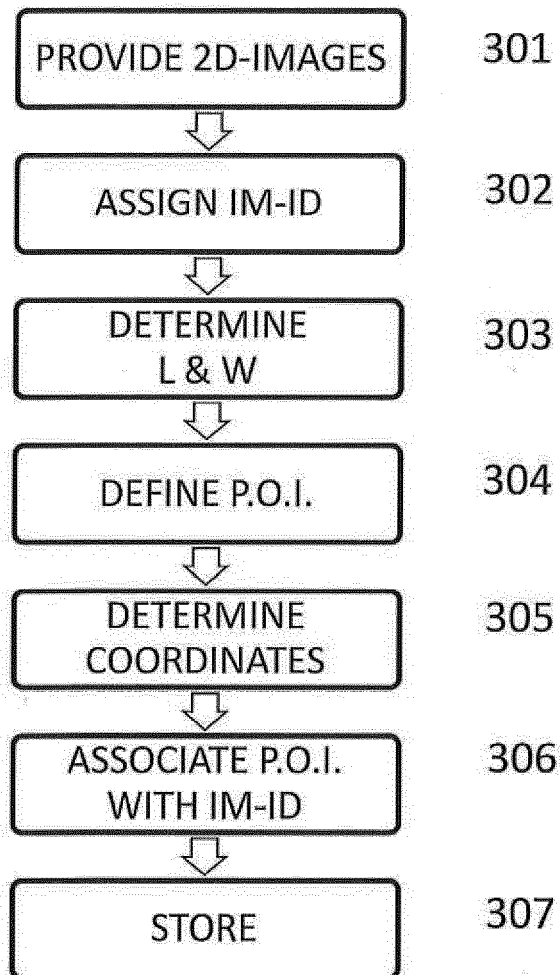 PROVIDE 2D-IMAGES 301
ASSIGN IM-ID 302
DETERMINE 303
L & W
DEFINE P.O.I. 304
DETERMINE 305
COORDINATES
ASSOCIATE P.O.I. 306
WITH IM-ID
STORE 307